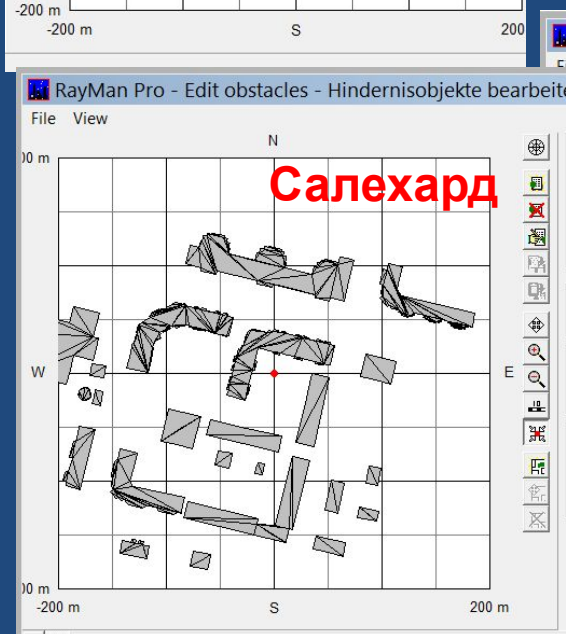 -200 m
-200 m S 200
RayMan Pro - Edit obstacles - Hindernisobjekte bearbeite
File View
N
00 m
Салехард
W E
00 m
-200 m S 200 m